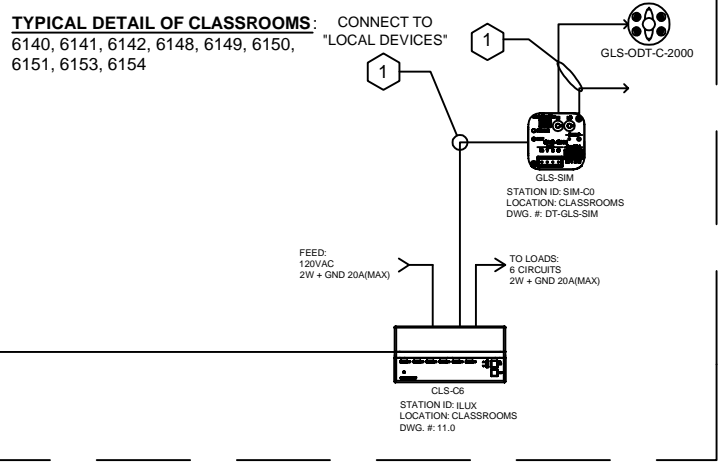 TYPICAL DETAIL OF CLASSROOMS:
6140, 6141, 6142, 6148, 6149, 6150,
6151, 6153, 6154
CONNECT TO
"LOCAL DEVICES"
1
1
GLS-ODT-C-2000
GLS-SIM
STATION ID: SIM-C0
LOCATION: CLASSROOMS
DWG. #: DT-GLS-SIM
FEED:
120VAC
2W + GND 20A(MAX)
TO LOADS:
6 CIRCUITS
2W + GND 20A(MAX)
CLS-C6
STATION ID: ILUX
LOCATION: CLASSROOMS
DWG. #: 11.0